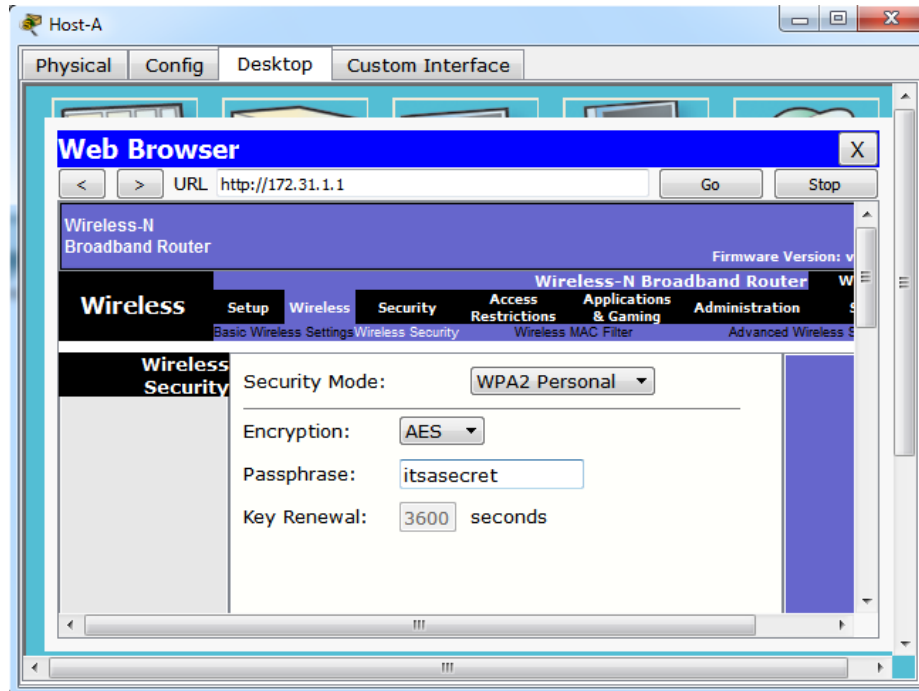 Host-A
Physical Config Desktop Custom Interface
Web Browser
X
< > URL http://172.31.1.1 Go Stop
Wireless-N
Broadband Router
Firmware Version: v
Wireless-N Broadband Router W
Wireless
Setup Wireless Security Access Restrictions Applications & Gaming Administration S
Basic Wireless Settings Wireless Security Wireless MAC Filter Advanced Wireless S
Wireless
Security
Security Mode: WPA2 Personal
Encryption: AES
Passphrase: itsasecret
Key Renewal: 3600 seconds